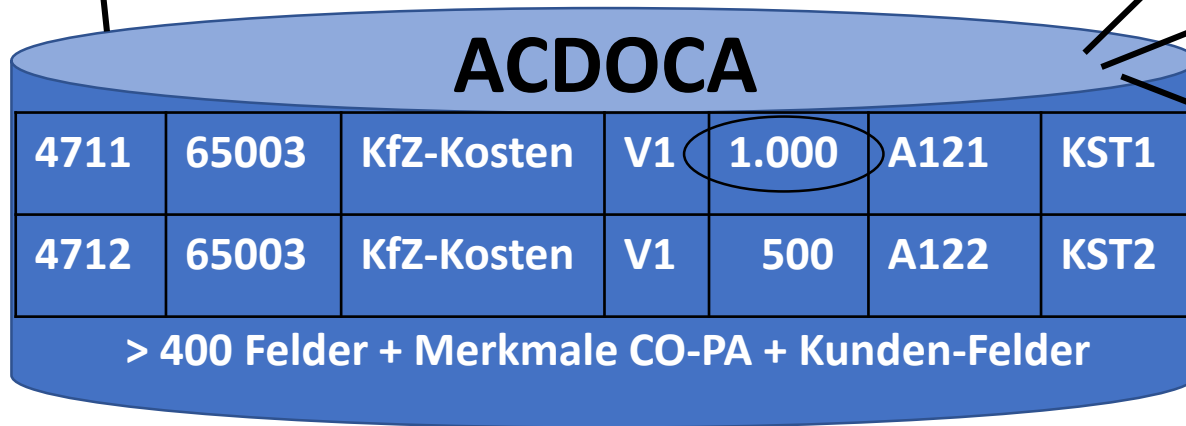 ACDOCA
4711 65003 KfZ-Kosten V1 1.000 A121 KST1
4712 65003 KfZ-Kosten V1 500 A122 KST2
> 400 Felder + Merkmale CO-PA + Kunden-Felder